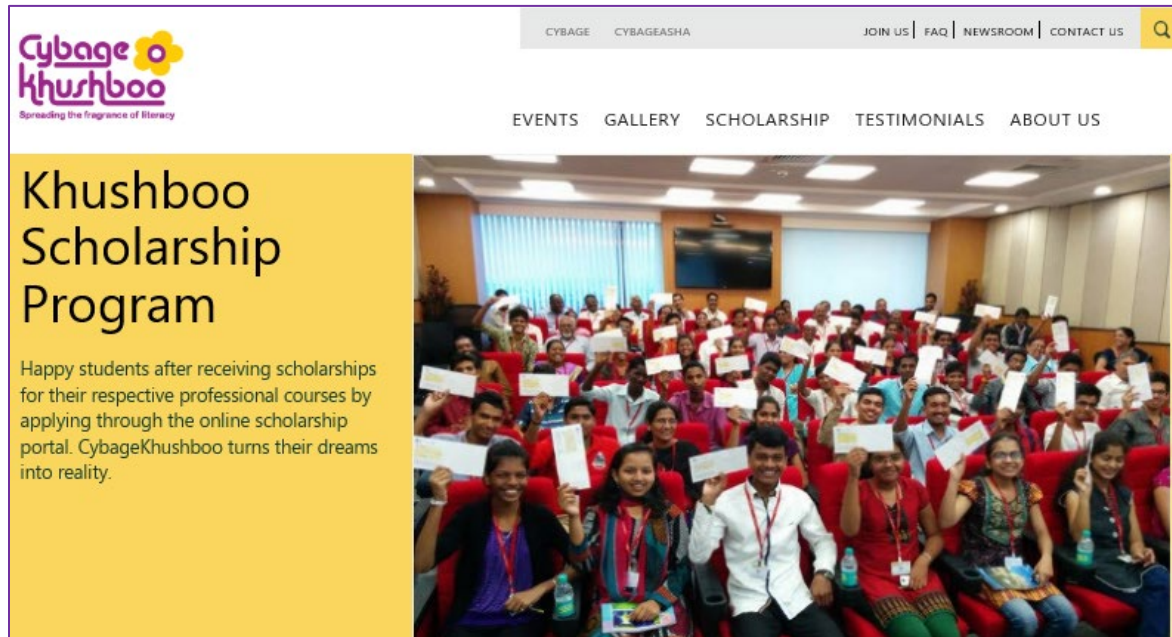 Cybage
khushboo
Spreading the fragrance of literacy
CYBAGE CYBAGEASHA JOIN US FAQ NEWSROOM CONTACT US
EVENTS GALLERY SCHOLARSHIP TESTIMONIALS ABOUT US
Khushboo
Scholarship
Program
Happy students after receiving scholarships
for their respective professional courses by
applying through the online scholarship
portal. CybageKhushboo turns their dreams
into reality.